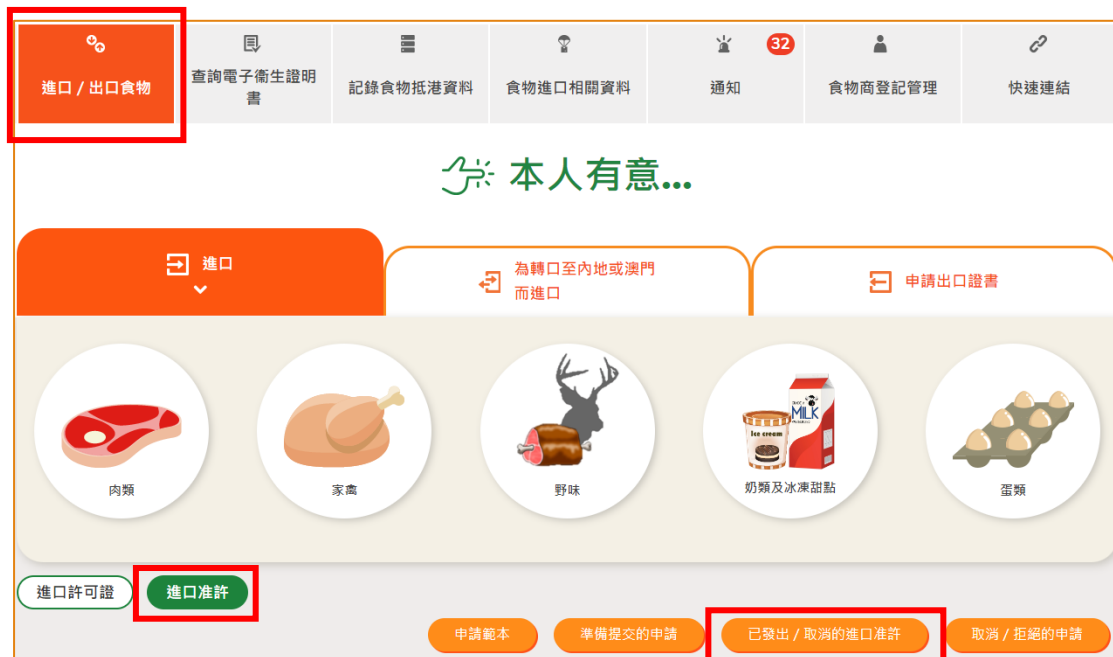 進口 / 出口食物
查詢電子衞生證明
書
記錄食物抵港資料
食物進口相關資料
32
通知
食物商登記管理
快速連結
本人有意...
進口
為轉口至內地或澳門
而進口
申請出口證書
MILK
Ice cream
肉類
家禽
野味
奶類及冰凍甜點
蛋類
進口許可證
進口准許
申請範本
準備提交的申請
已發出 / 取消的進口准許
取消 / 拒絕的申請